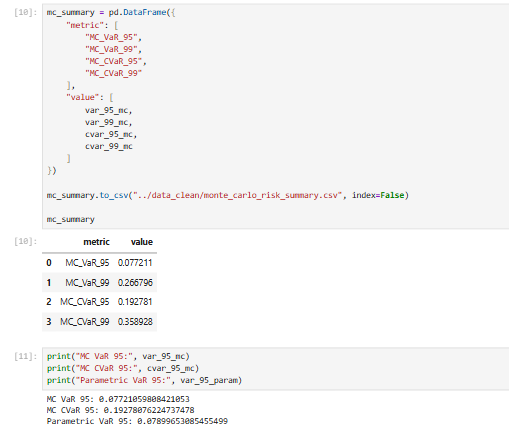 [10]: mc_summary = pd.DataFrame({
"metric": [
"MC_VaR_95",
"MC_VaR_99",
"MC_CVaR_95",
"MC_CVaR_99"
],
"value": [
var_95_mc,
var_99_mc,
cvar_95_mc,
cvar_99_mc
]
})
mc_summary.to_csv("../data_clean/monte_carlo_risk_summary.csv", index=False)
mc_summary
[10]: metric value
0 MC_VaR_95 0.077211
1 MC_VaR_99 0.266796
2 MC_CVaR_95 0.192781
3 MC_CVaR_99 0.358928
[11]: print("MC VaR 95:", var_95_mc)
print("MC CVaR 95:", cvar_95_mc)
print("Parametric VaR 95:", var_95_param)
MC VaR 95: 0.07721059808421053
MC CVaR 95: 0.19278076224737478
Parametric VaR 95: 0.07899653085455499